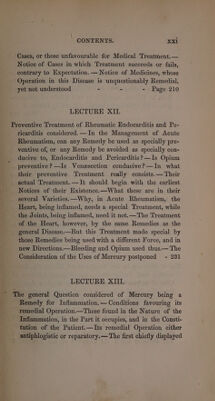 CONTENTS. xxi
Cases, or those unfavourable for Medical Treatment.—
Notice of Cases in which Treatment succeeds or fails,
contrary to Expectation. — Notice of Medicines, whose
Operation in this Disease is unquestionably Remedial,
yet not understood - - - Page 210
LECTURE XII.
Preventive Treatment of Rheumatic Endocarditis and Pe-
ricarditis considered. — In the Management of Acute
Rheumatism, can any Remedy be used as specially pre-
ventive of, or any Remedy be avoided as specially con-
ducive to, Endocarditis and Pericarditis? — Is Opium
preventive? — Is Venæsection conducive? — In what
their preventive Treatment really consists. — Their
actual Treatment. — It should begin with the earliest
Notices of their Existence.—What these are in their
several Varieties.—Why, in Acute Rheumatism, the
Heart, being inflamed, needs a special Treatment, while
the Joints, being inflamed, need it not.—The Treatment
of the Heart, however, by the same Remedies as the
general Disease.—But this Treatment made special by
those Remedies being used with a different Force, and in
new Directions.—Bleeding and Opium used thus.—The
Consideration of the Uses of Mercury postponed - 231
LECTURE XIII.
The general Question considered of Mercury being a
Remedy for Inflammation. — Conditions favouring its
remedial Operation.—These found in the Nature of the
Inflammation, in the Part it occupies, and in the Consti-
tution of the Patient. — Its remedial Operation either
antiphlogistic or reparatory.—The first chiefly displayed